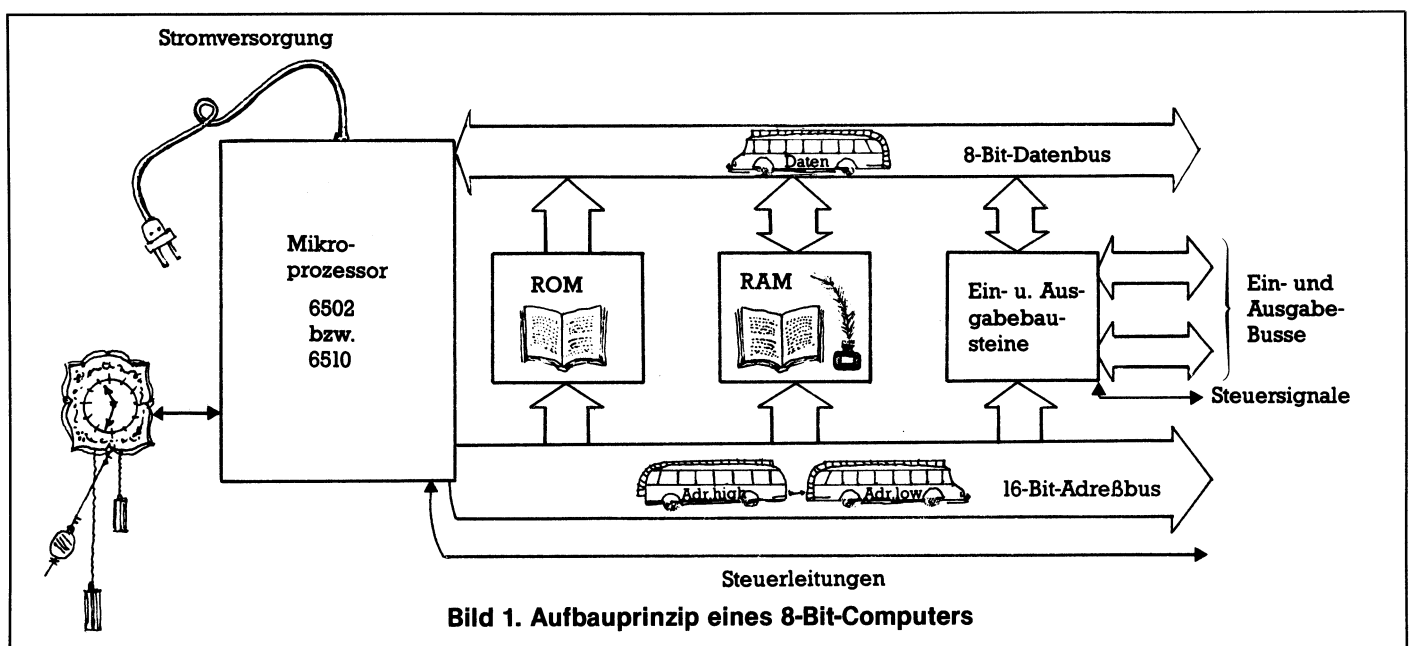 Stromversorgung
Daten
8-Bit-Datenbus
Mikro-
prozessor
6502
bzw.
6510
ROM
RAM
Ein- u. Aus-
gabebau-
steine
Ein- und
Ausgabe-
Busse
Steuersignale
Adr.high
Adr.low
16-Bit-Adreßbus
Steuerleitungen
Bild 1. Aufbauprinzip eines 8-Bit-Computers